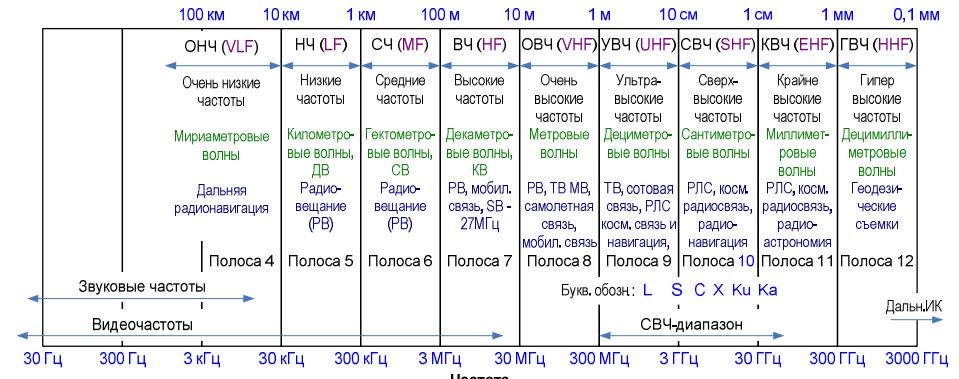 100 км 10 км 1 км 100 м 10 м 1 м 10 см 1 см 1 мм 0,1 мм
ОНЧ (VLF) НЧ (LF) СЧ (MF) ВЧ (HF) ОВЧ (VHF) УВЧ (UHF) СВЧ (SHF) КВЧ (EHF) ГВЧ (HHF)
Очень низкие частоты
Низкие частоты
Средние частоты
Высокие частоты
Очень высокие частоты
Ультра- высокие частоты
Сверх- высокие частоты
Крайне высокие частоты
Гипер высокие частоты
Мириаметровые волны
Километро- вые волны, ДВ
Гектометро- вые волны, СВ
Декаметро- вые волны, КВ
Метровые волны
Дециметро- вые волны
Сантиметро- вые волны
Миллимет- ровые волны
Децимилли- метровые волны
Дальняя радионавигация
Радио- вещание (РВ)
Радио- вещание (РВ)
РВ, мобил. связь, SB - 27МГц
РВ, ТВ МВ, самолетная связь, мобил. связь
ТВ, сотовая связь, РЛС косм. связь и навигация,
РЛС, косм. радиосвязь, радио- навигация
РЛС, косм. радиосвязь, радио- астрономия
Геодези- ческие съемки
Полоса 4 Полоса 5 Полоса 6 Полоса 7 Полоса 8 Полоса 9 Полоса 10 Полоса 11 Полоса 12
Звуковые частоты
Букв. обозн.: L S C X Ku Ka
Дальн.ИК
Видеочастоты
СВЧ-диапазон
30 Гц 300 Гц 3 кГц 30 кГц 300 кГц 3 МГц 30 МГц 300 МГц 3 ГГц 30 ГГц 300 ГГц 3000 ГГц
Частота